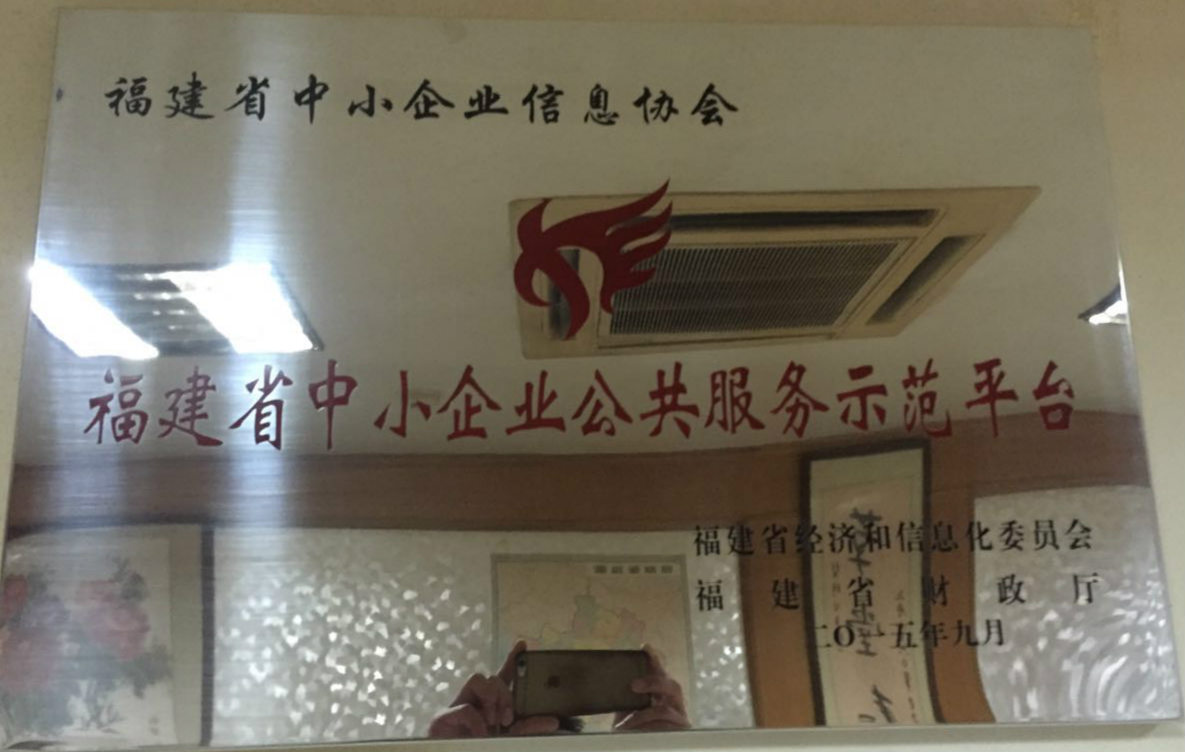 福建省中小企业信息协会
福建省中小企业公共服务示范平台
福建省经济和信息化委员会
福建省财政厅
二〇一五年九月